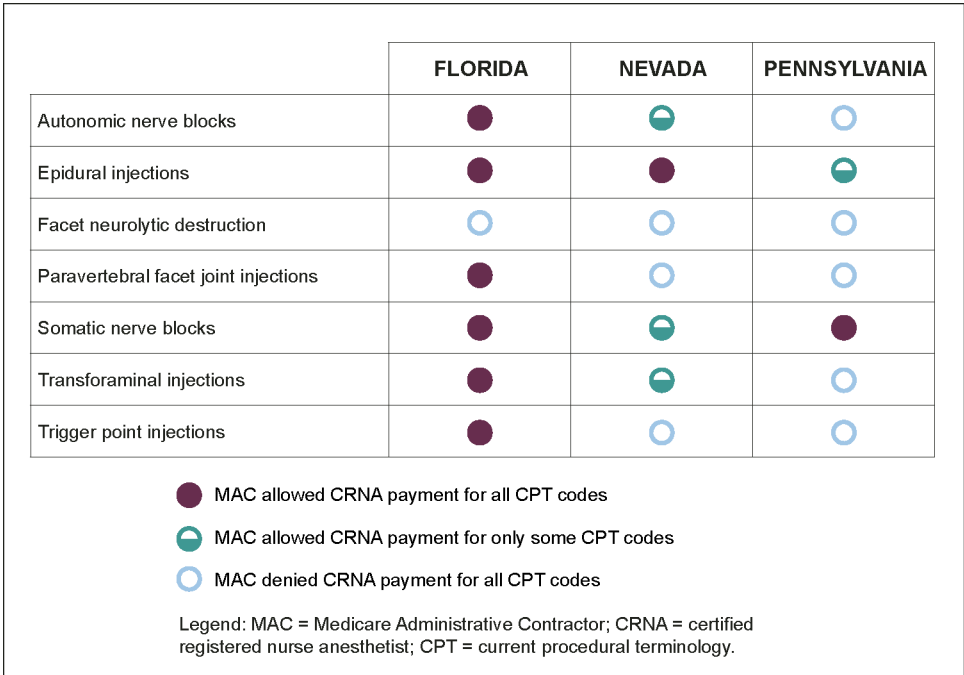 FLORIDA NEVADA PENNSYLVANIA
Autonomic nerve blocks
Epidural injections
Facet neurolytic destruction
Paravertebral facet joint injections
Somatic nerve blocks
Transforaminal injections
Trigger point injections
MAC allowed CRNA payment for all CPT codes
MAC allowed CRNA payment for only some CPT codes
MAC denied CRNA payment for all CPT codes
Legend: MAC = Medicare Administrative Contractor; CRNA = certified
registered nurse anesthetist; CPT = current procedural terminology.